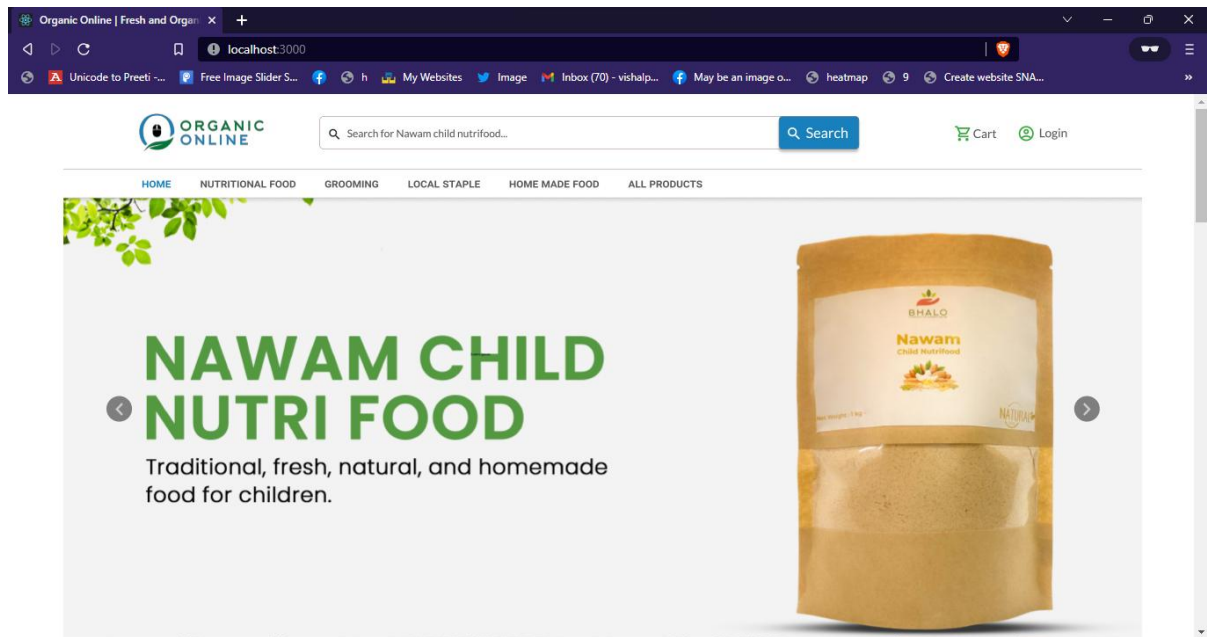 Organic Online | Fresh and Organ
localhost:3000
Unicode to Preeti -... Free Image Slider S... h My Websites Image Inbox (70) - vishalp... May be an image o... heatmap 9 Create website SNA... »
ORGANIC
ONLINE
Search for Nawam child nutrifood...
Search
Cart
Login
HOME NUTRITIONAL FOOD GROOMING LOCAL STAPLE HOME MADE FOOD ALL PRODUCTS
NAWAM CHILD
NUTRI FOOD
Traditional, fresh, natural, and homemade
food for children.
BHALO
Nawam
Child Nutrifood
NATURAL